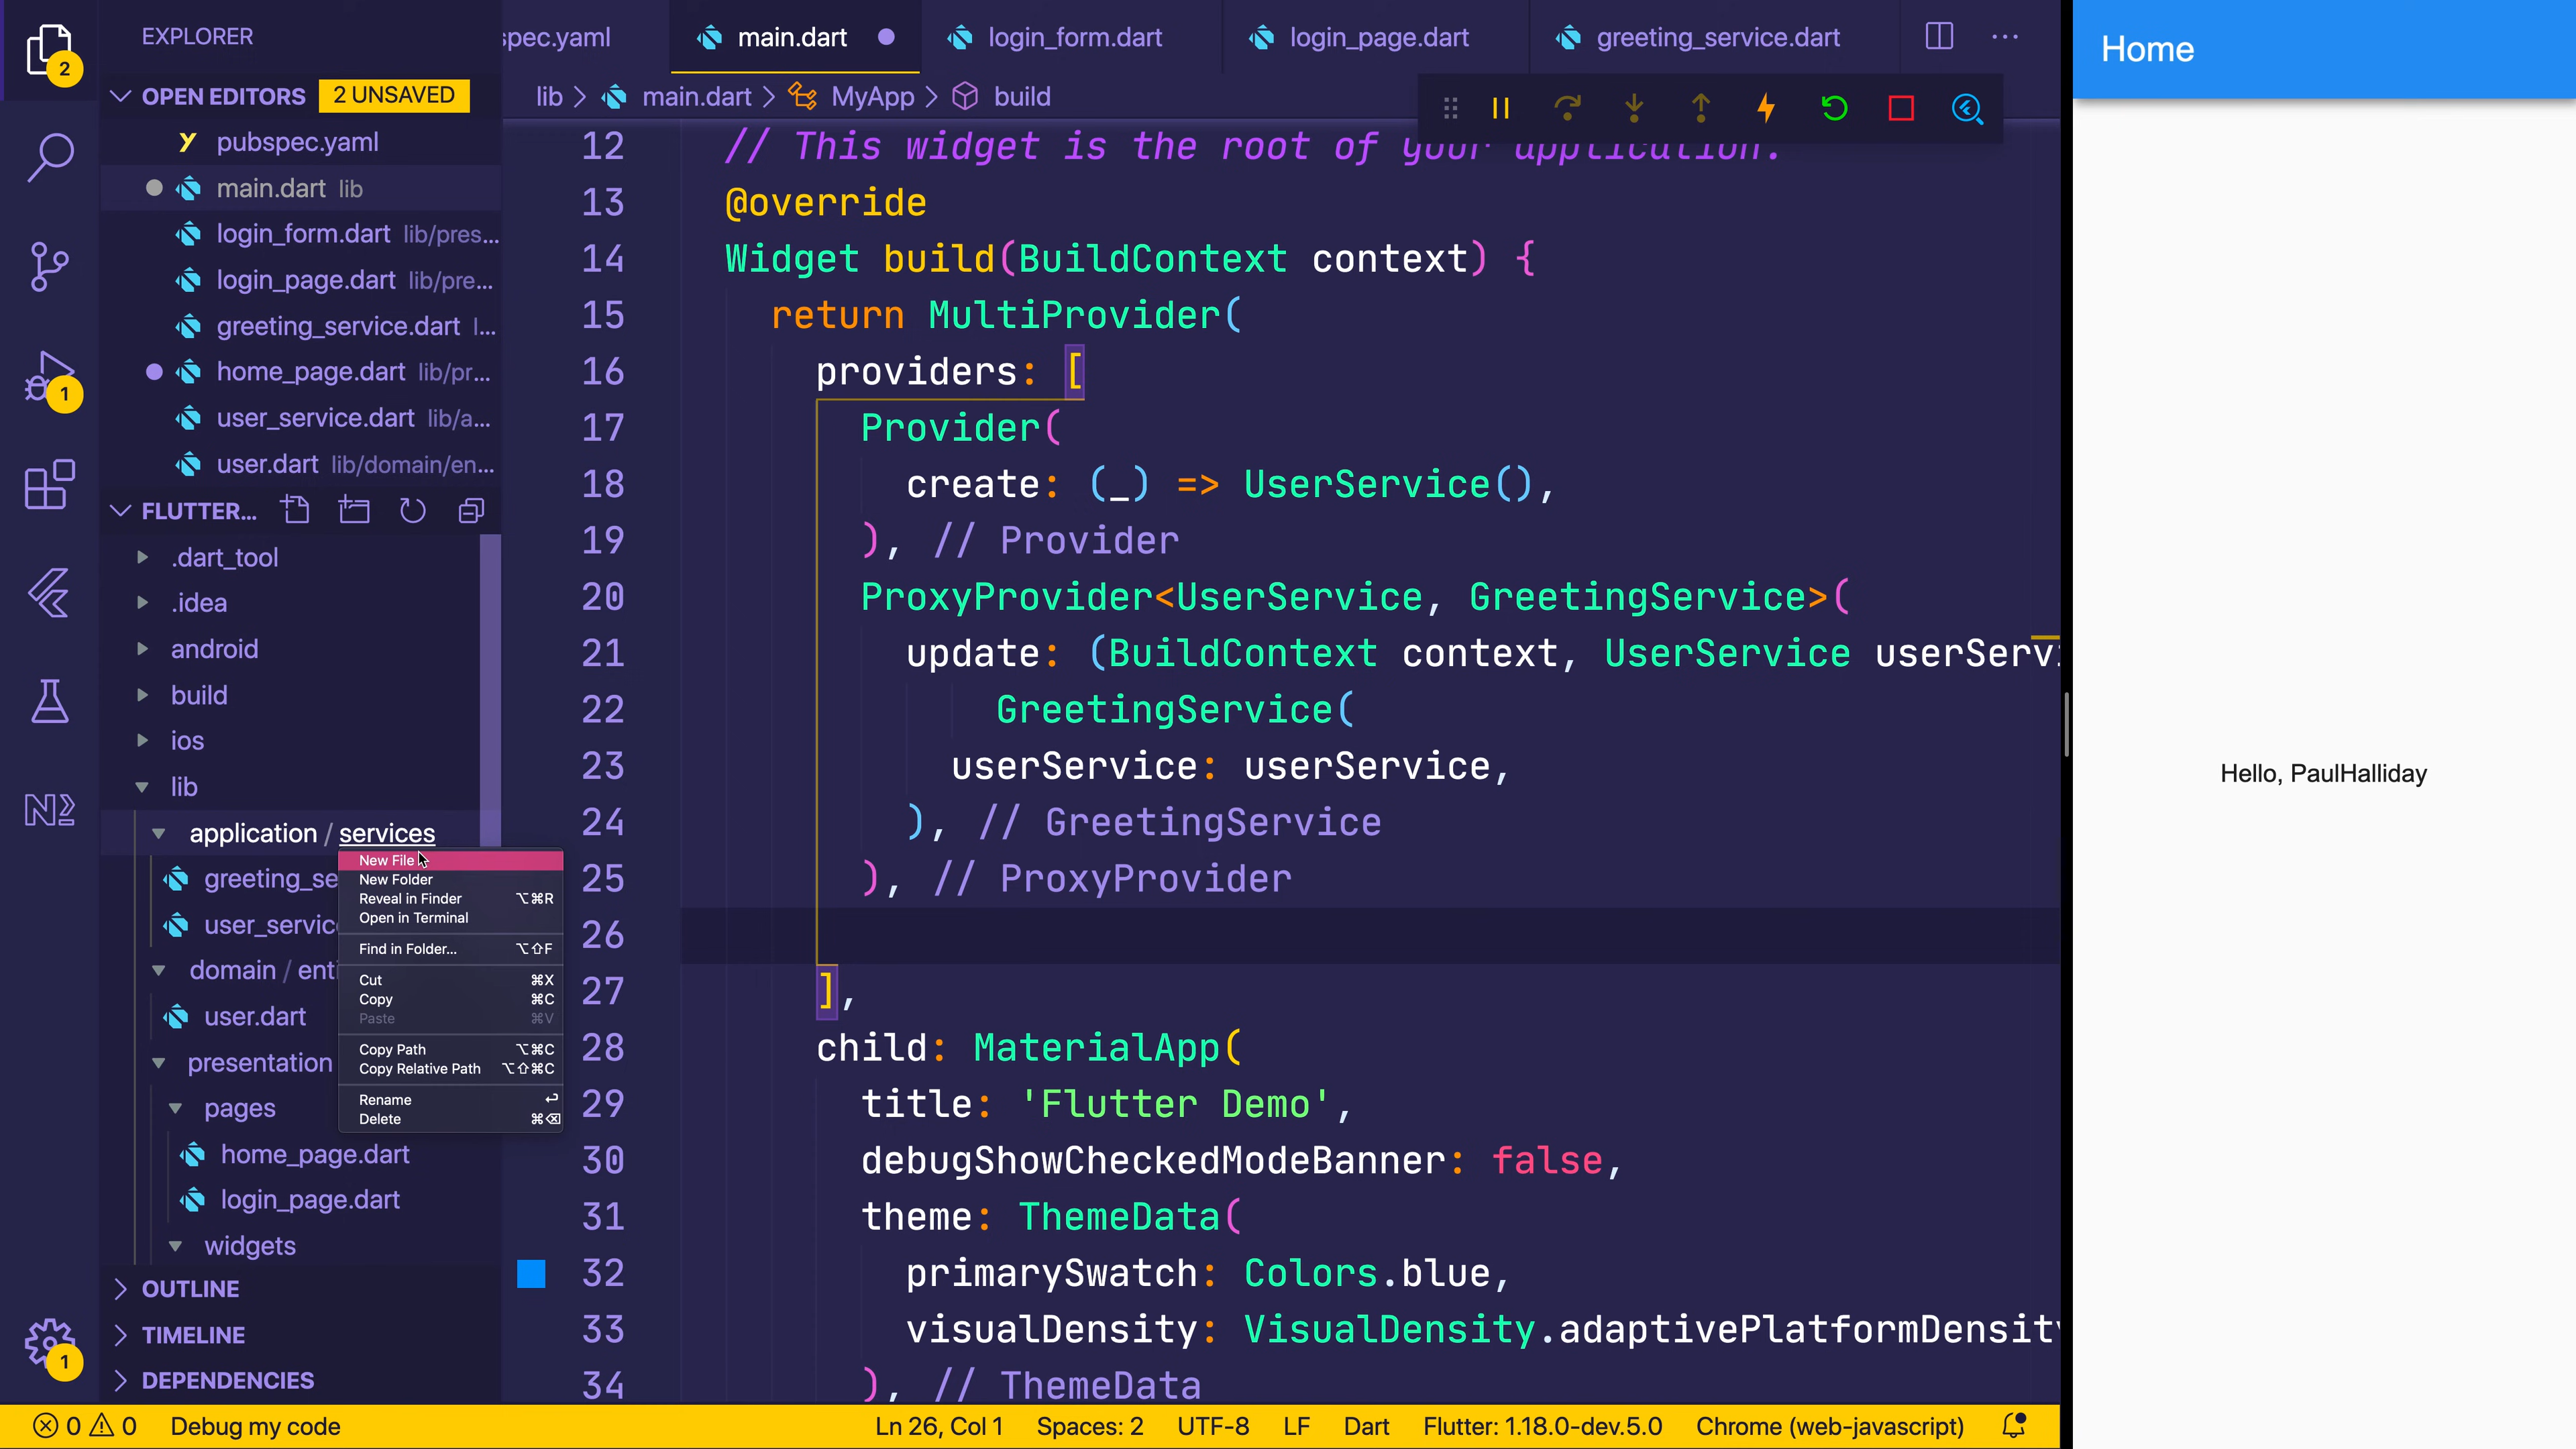 EXPLORER
2
OPEN EDITORS
2 UNSAVED
pubspec.yaml
main.dart lib
login_form.dart lib/pres...
login_page.dart lib/pre...
greeting_service.dart l...
home_page.dart lib/pr...
user_service.dart lib/a...
user.dart lib/domain/en...
1
FLUTTER...
.dart_tool
.idea
android
build
ios
lib
application / services
greeting_se
user_servic
domain / enti
user.dart
presentation
pages
home_page.dart
login_page.dart
widgets
OUTLINE
TIMELINE
DEPENDENCIES
1
New File
New Folder
Reveal in Finder ⌥⌘R
Open in Terminal
Find in Folder... ⌥⇧F
Cut ⌘X
Copy ⌘C
Paste ⌘V
Copy Path ⌥⌘C
Copy Relative Path ⌥⇧⌘C
Rename ↩
Delete ⌘⌫
spec.yaml
main.dart
login_form.dart
login_page.dart
greeting_service.dart
lib > main.dart > MyApp > build
12 // This widget is the root of your application.
13 @override
14 Widget build(BuildContext context) {
15 return MultiProvider(
16 providers: [
17 Provider(
18 create: (_) => UserService(),
19 ), // Provider
20 ProxyProvider<UserService, GreetingService>(
21 update: (BuildContext context, UserService userServi
22 GreetingService(
23 userService: userService,
24 ), // GreetingService
25 ), // ProxyProvider
26
27 ],
28 child: MaterialApp(
29 title: 'Flutter Demo',
30 debugShowCheckedModeBanner: false,
31 theme: ThemeData(
32 primarySwatch: Colors.blue,
33 visualDensity: VisualDensity.adaptivePlatformDensity
34 ), // ThemeData
0 0 Debug my code
Ln 26, Col 1 Spaces: 2 UTF-8 LF Dart Flutter: 1.18.0-dev.5.0 Chrome (web-javascript)
Home
Hello, PaulHalliday